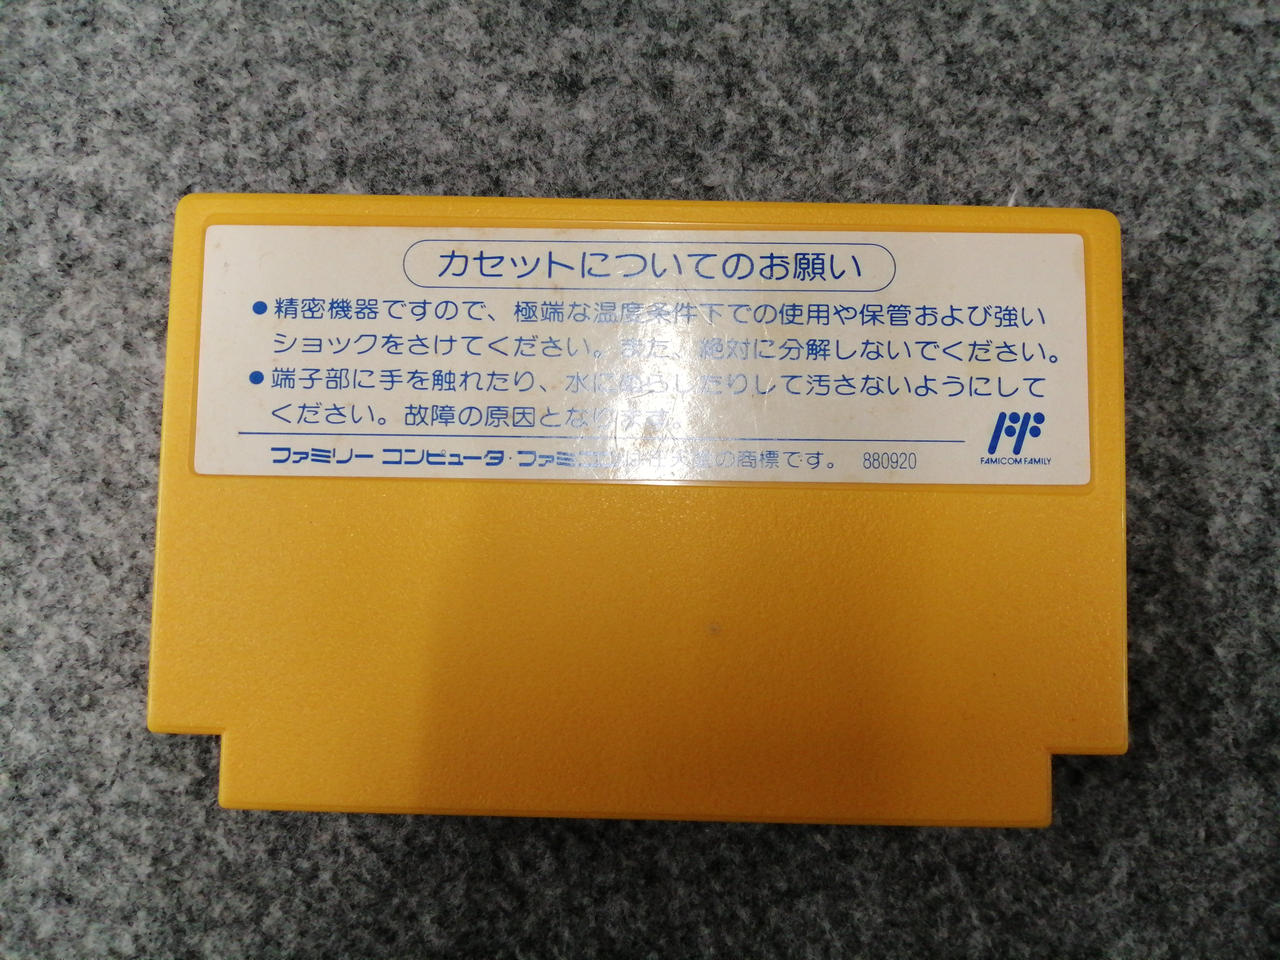 カセットについてのお願い
●精密機器ですので、極端な温度条件下での使用や保管および強い
ショックをさけてください。また、絶対に分解しないでください。
●端子部に手を触れたり、水にぬらしたりして汚さないようにして
ください。故障の原因となります。
ファミリーコンピュータ・ファミコンは任天堂の商標です。 880920
FAMICOM FAMILY